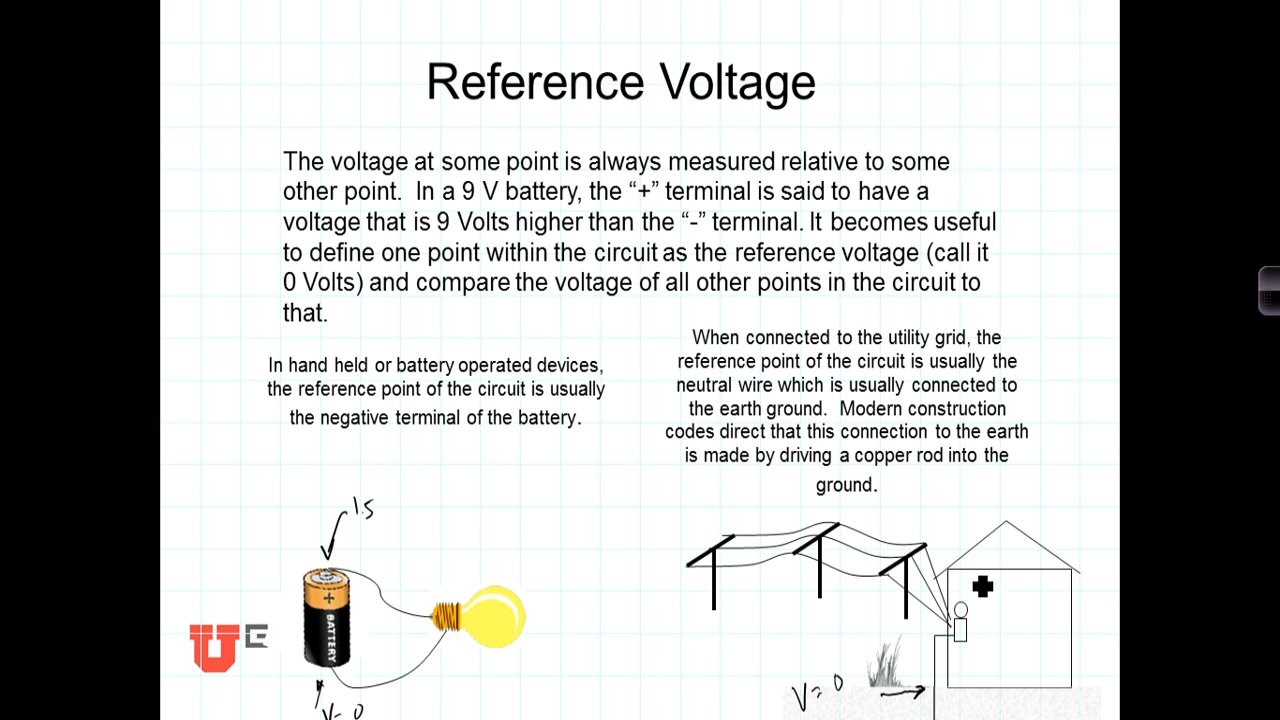 Reference Voltage
The voltage at some point is always measured relative to some
other point. In a 9 V battery, the “+” terminal is said to have a
voltage that is 9 Volts higher than the “-” terminal. It becomes useful
to define one point within the circuit as the reference voltage (call it
0 Volts) and compare the voltage of all other points in the circuit to
that.
In hand held or battery operated devices,
the reference point of the circuit is usually
the negative terminal of the battery.
When connected to the utility grid, the
reference point of the circuit is usually the
neutral wire which is usually connected to
the earth ground. Modern construction
codes direct that this connection to the earth
is made by driving a copper rod into the
ground.
1.5
+
BATTERY
V=0
V=0
U